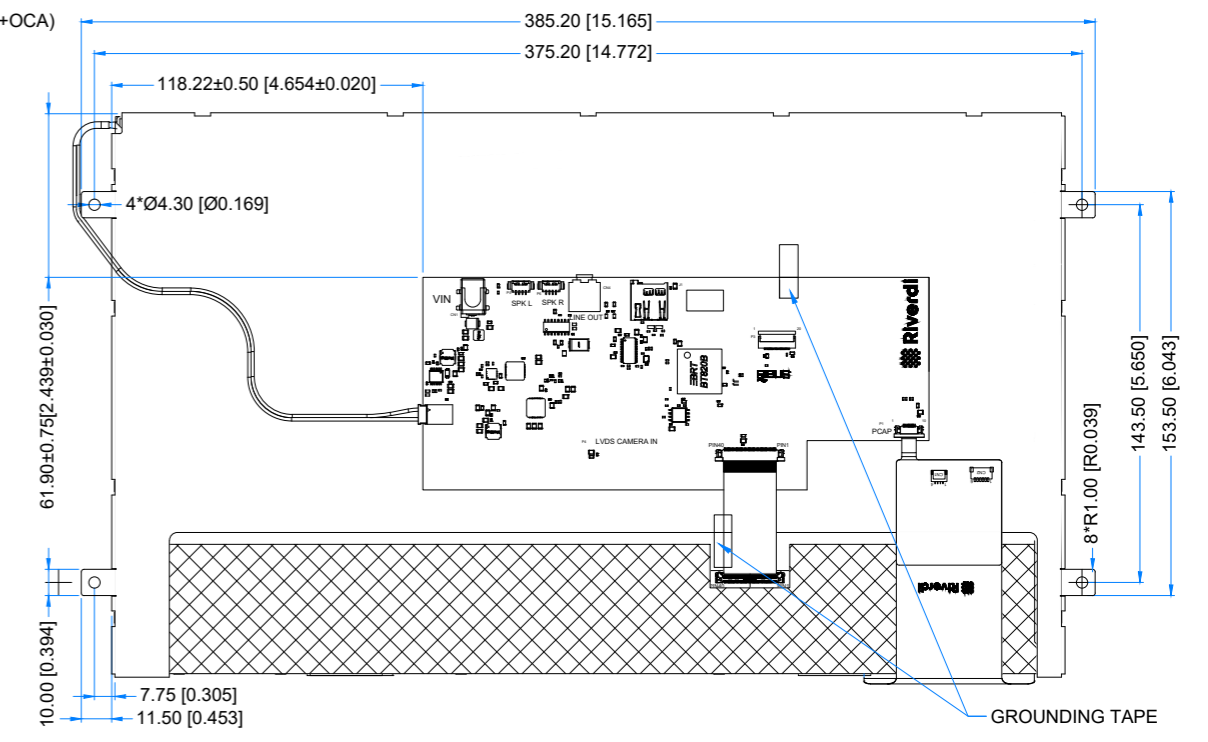 +OCA)
385.20 [15.165]
375.20 [14.772]
118.22±0.50 [4.654±0.020]
4*Ø4.30 [Ø0.169]
61.90±0.75[2.439±0.030]
VIN
SPK L
SPK R
LINE OUT
Riverdi
BRT
BT820B
LVDS CAMERA IN
PIN40
PIN1
PCAP
143.50 [5.650]
153.50 [6.043]
8*R1.00 [R0.039]
Riverdi
10.00 [0.394]
7.75 [0.305]
11.50 [0.453]
GROUNDING TAPE